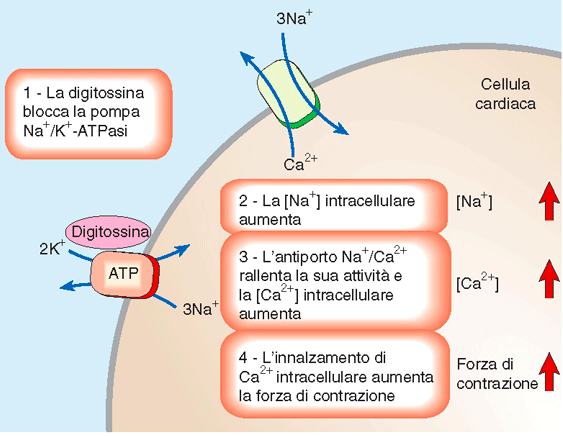 3Na⁺
Cellula
cardiaca
1 - La digitossina
blocca la pompa
Na⁺/K⁺-ATPasi
Ca²⁺
2 - La [Na⁺] intracellulare
aumenta
[Na⁺]
Digitossina
2K⁺
ATP
3Na⁺
3 - L'antiporto Na⁺/Ca²⁺
rallenta la sua attività e
la [Ca²⁺] intracellulare
aumenta
[Ca²⁺]
4 - L'innalzamento di
Ca²⁺ intracellulare aumenta
la forza di contrazione
Forza di
contrazione